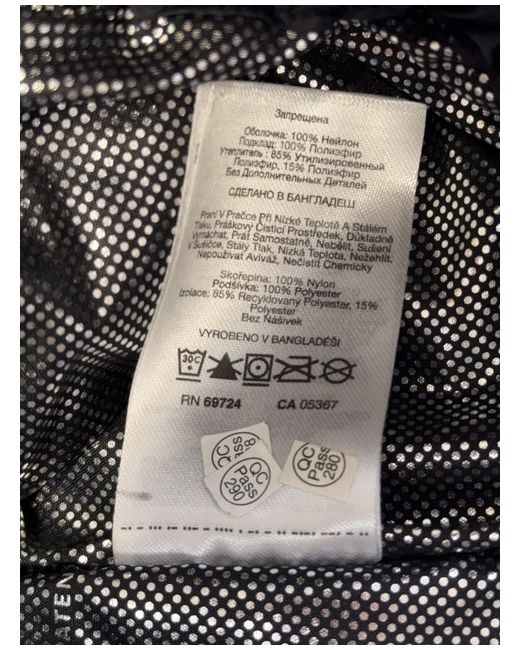 Запрещена
Оболочка: 100% Нейлон
Подклад: 100% Полиэфир
Утеплитель : 85% Утилизированный
Полиэфир, 15% Полиэфир
Без Дополнительных Деталей
СДЕЛАНО В БАНГЛАДЕШ
Praní V Pračce Při Nízké Teplotě A Stálém
Tlaku, Práškový Čisticí Prostředek, Důkladně
Vymáchat, Prát Samostatně, Nebělit, Sušení
V Sušičce, Stálý Tlak, Nízká Teplota, Nežehlit,
Nepoužívat Aviváž, Nečistit Chemicky
Skořepina: 100% Nylon
Podšívka: 100% Polyester
Izolace: 85% Recyklovaný Polyester, 15%
Polyester
Bez Nášivek
VYROBENO V BANGLADÉŠI
30C
RN 69724 CA 05367
QC
Pass
QC
Pass
290
QC
Pass
280
ATEN